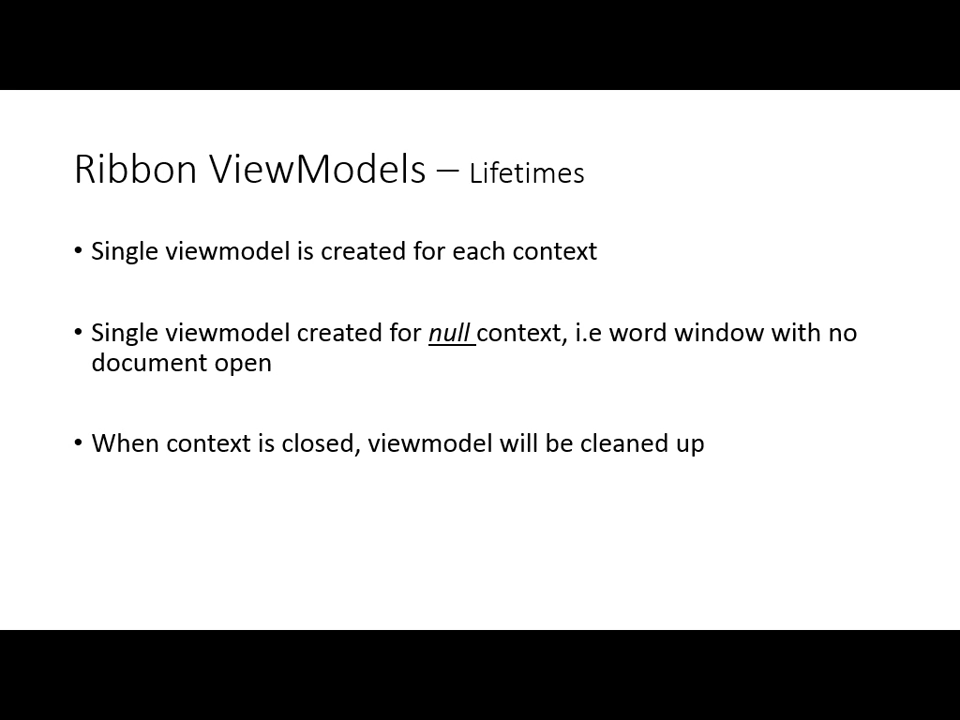 Ribbon ViewModels – Lifetimes
• Single viewmodel is created for each context
• Single viewmodel created for null context, i.e word window with no
document open
• When context is closed, viewmodel will be cleaned up